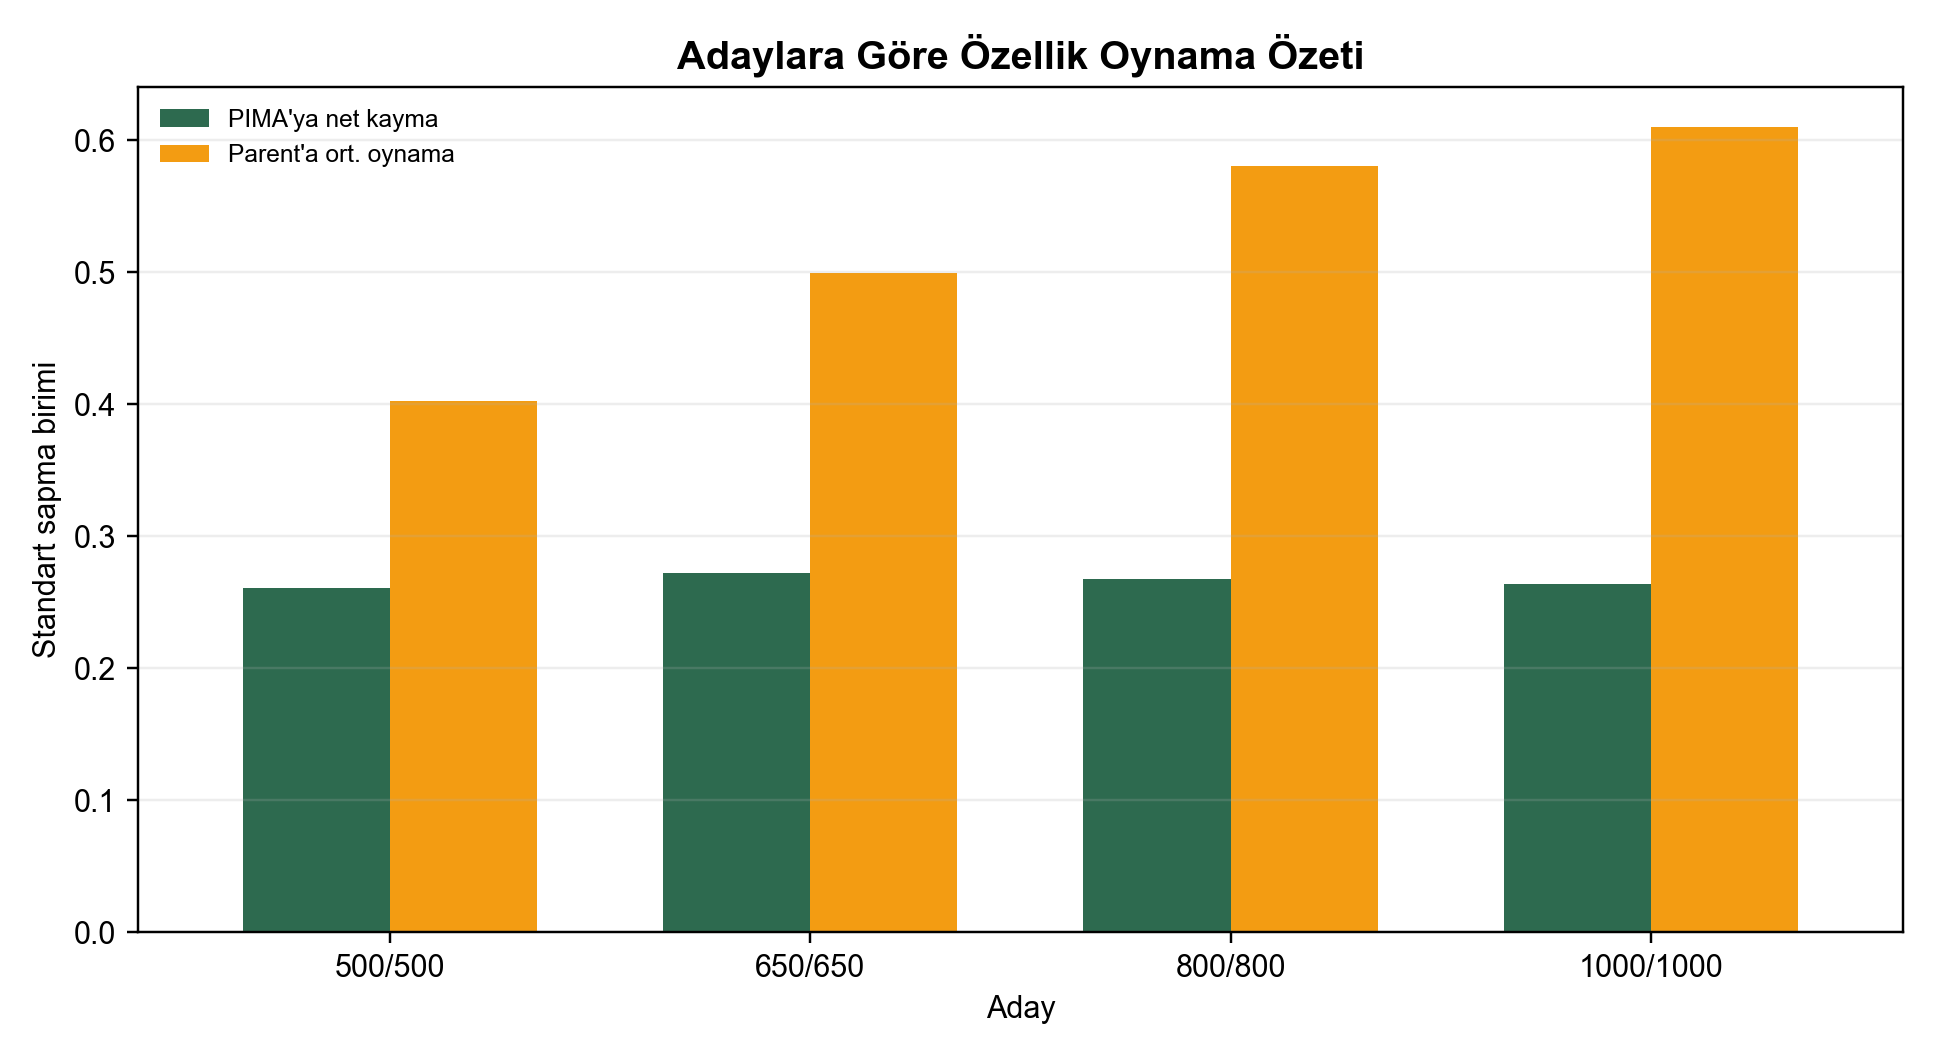 Adaylara Göre Özellik Oynama Özeti
PIMA'ya net kayma
Parent'a ort. oynama
Standart sapma birimi
0.6
0.5
0.4
0.3
0.2
0.1
0.0
500/500
650/650
800/800
1000/1000
Aday